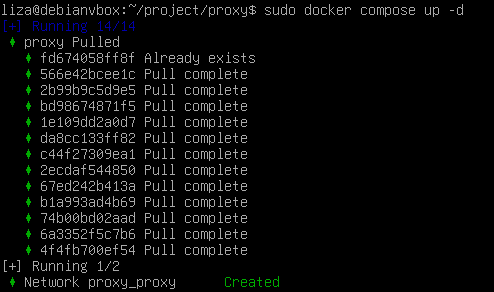 liza@debianvbox:~/project/proxy$ sudo docker compose up -d
[+] Running 14/14
♦ proxy Pulled
♦ fd674058ff8f Already exists
♦ 566e42bcee1c Pull complete
♦ 2b99b9c5d9e5 Pull complete
♦ bd98674871f5 Pull complete
♦ 1e109dd2a0d7 Pull complete
♦ da8cc133ff82 Pull complete
♦ c44f27309ea1 Pull complete
♦ 2ecdaf544850 Pull complete
♦ 67ed242b413a Pull complete
♦ b1a993ad4b69 Pull complete
♦ 74b00bd02aad Pull complete
♦ 6a3352f5c7b6 Pull complete
♦ 4f4fb700ef54 Pull complete
[+] Running 1/2
♦ Network proxy_proxy Created